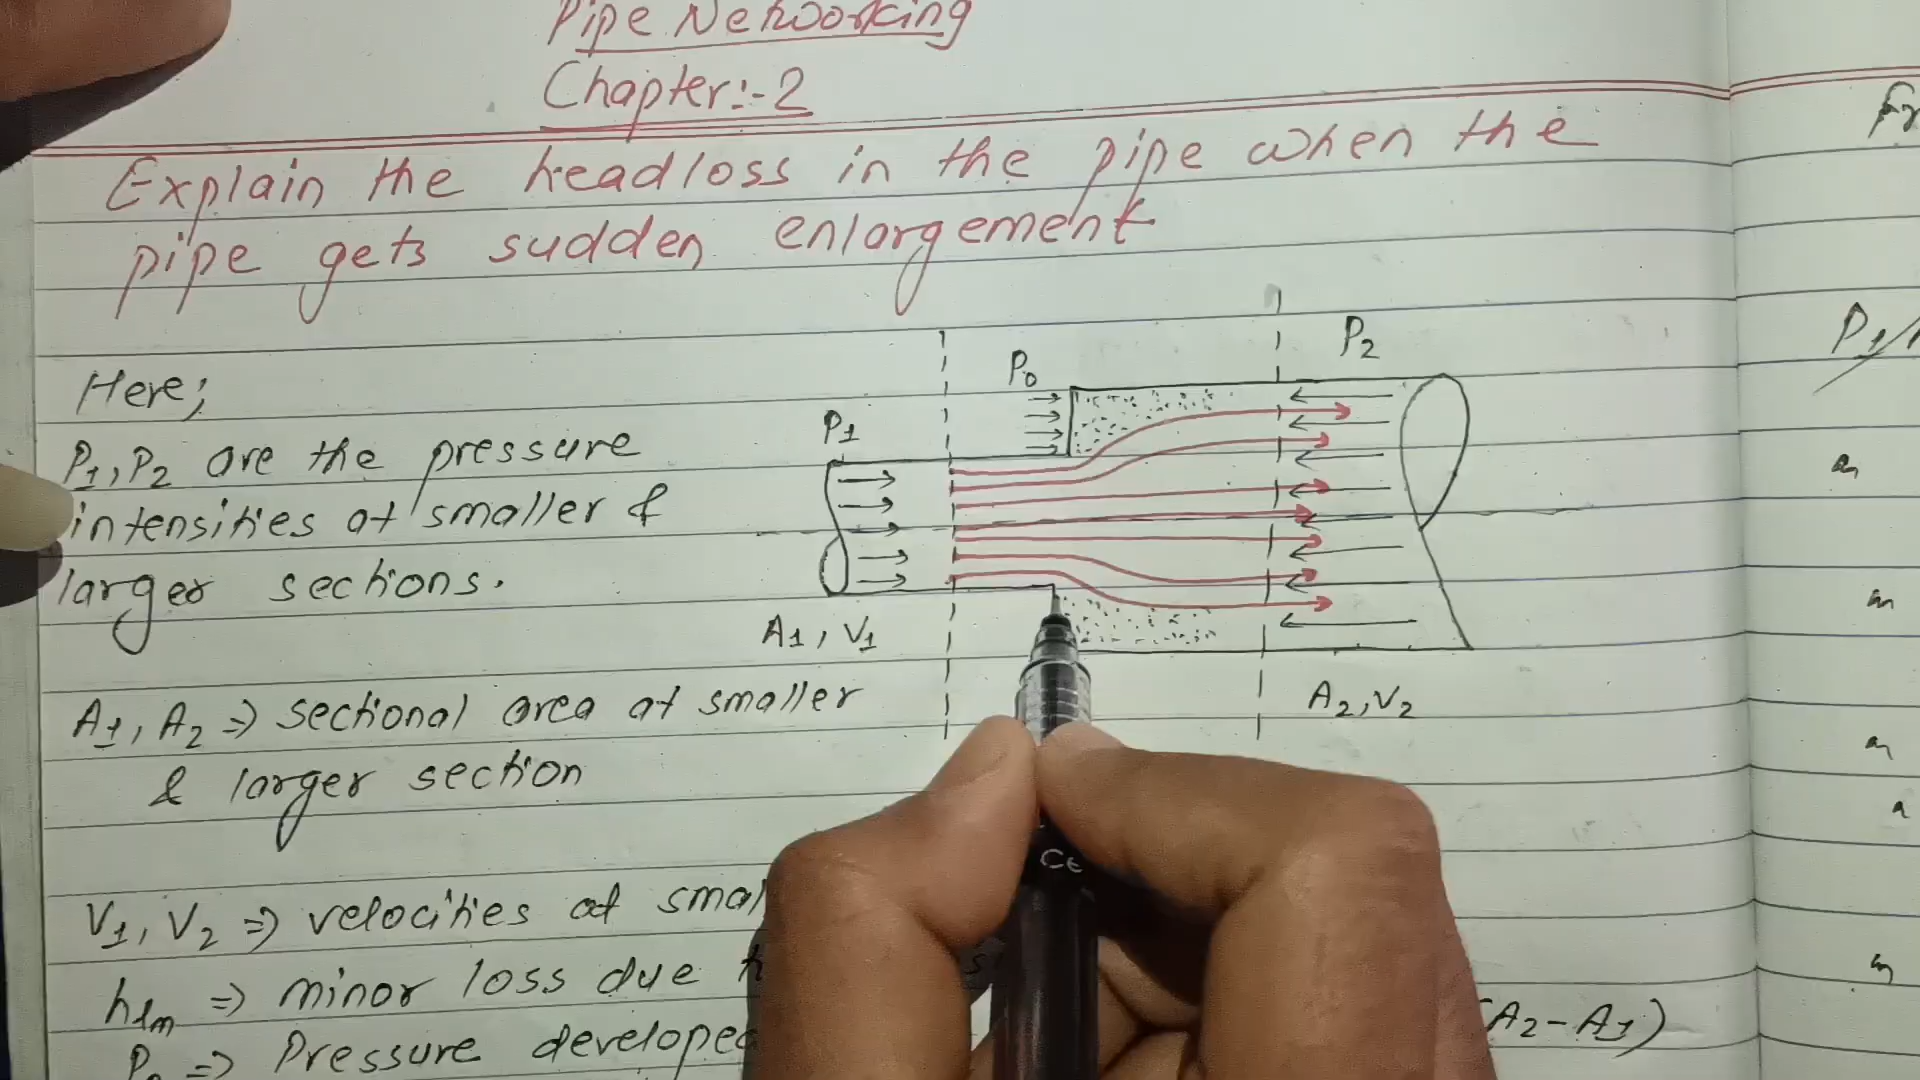 Pipe Networking
Chapter:-2
Explain the headloss in the pipe when the
pipe gets sudden enlargement
Here;
P1, P2 are the pressure
intensities at smaller &
larger sections.
A1, A2 => sectional area at smaller
& larger section
V1, V2 => velocities at
hlm => minor loss due
P0 => Pressure
(A2-A1)
P0
P2
P1
A1, V1
A2, V2
CE
P1/